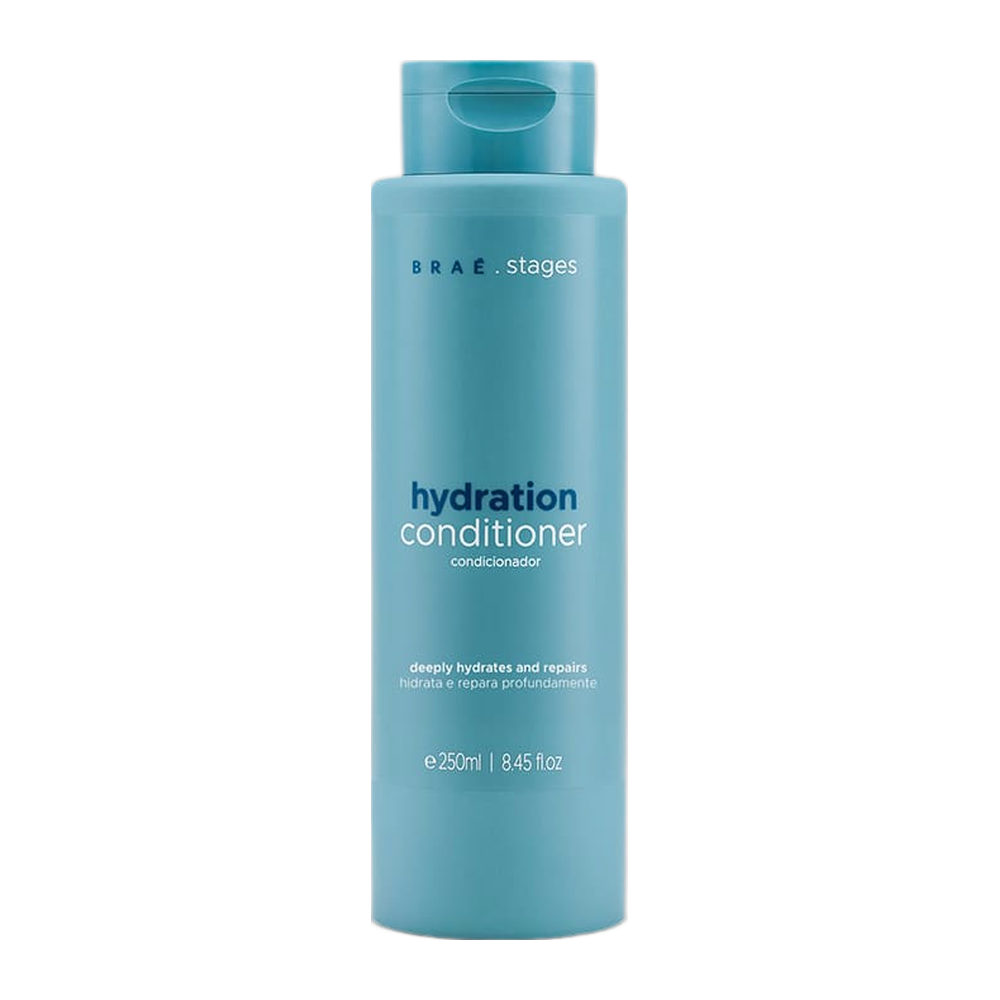 BRAÉ . stages
hydration
conditioner
condicionador
deeply hydrates and repairs
hidrata e repara profundamente
℮ 250ml | 8.45 fl.oz